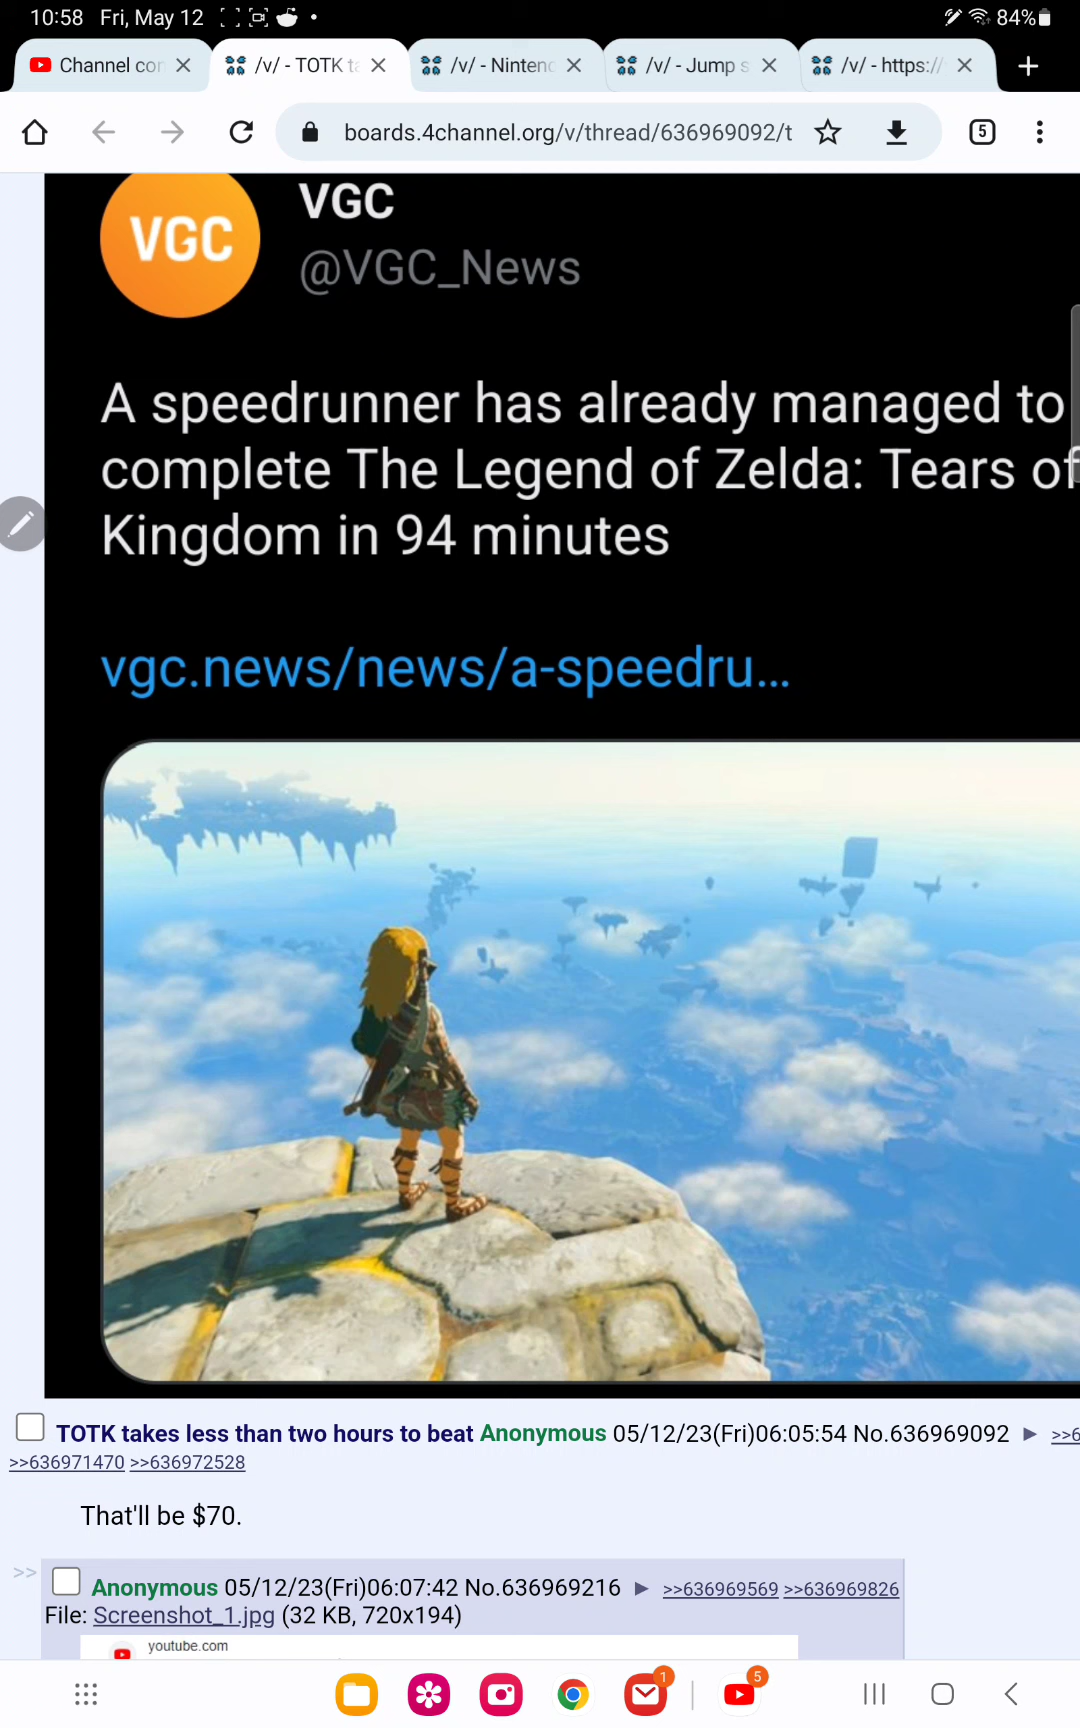 10:58 Fri, May 12 84%
Channel con /v/ - TOTK ta /v/ - Nintend /v/ - Jump s /v/ - https://
boards.4channel.org/v/thread/636969092/t 5
VGC
VGC
@VGC_News
A speedrunner has already managed to
complete The Legend of Zelda: Tears of
Kingdom in 94 minutes
vgc.news/news/a-speedru...
TOTK takes less than two hours to beat Anonymous 05/12/23(Fri)06:05:54 No.636969092 ▶ >>6
>>636971470 >>636972528
That'll be $70.
>> Anonymous 05/12/23(Fri)06:07:42 No.636969216 ▶ >>636969569 >>636969826
File: Screenshot_1.jpg (32 KB, 720x194)
youtube.com
1 5